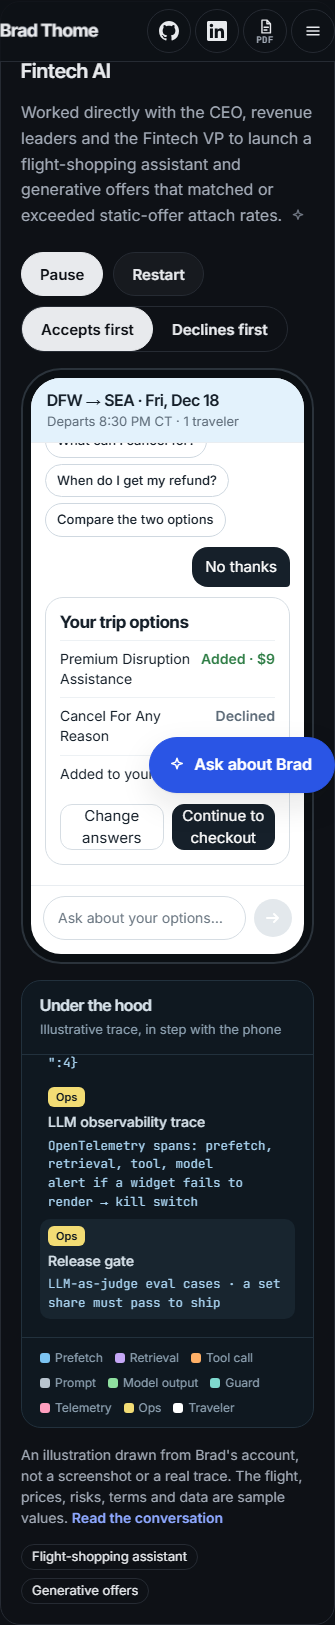 Brad Thome
PDF
Fintech AI
Worked directly with the CEO, revenue
leaders and the Fintech VP to launch a
flight-shopping assistant and
generative offers that matched or
exceeded static-offer attach rates.
Pause
Restart
Accepts first
Declines first
DFW → SEA · Fri, Dec 18
Departs 8:30 PM CT · 1 traveler
What can I cancel for?
When do I get my refund?
Compare the two options
No thanks
Your trip options
Premium Disruption Added · $9
Assistance
Cancel For Any Declined
Reason
Added to your
Ask about Brad
Change
answers
Continue to
checkout
Ask about your options...
Under the hood
Illustrative trace, in step with the phone
":4}
Ops
LLM observability trace
OpenTelemetry spans: prefetch,
retrieval, tool, model
alert if a widget fails to
render → kill switch
Ops
Release gate
LLM-as-judge eval cases · a set
share must pass to ship
Prefetch Retrieval Tool call
Prompt Model output Guard
Telemetry Ops Traveler
An illustration drawn from Brad's account,
not a screenshot or a real trace. The flight,
prices, risks, terms and data are sample
values. Read the conversation
Flight-shopping assistant
Generative offers